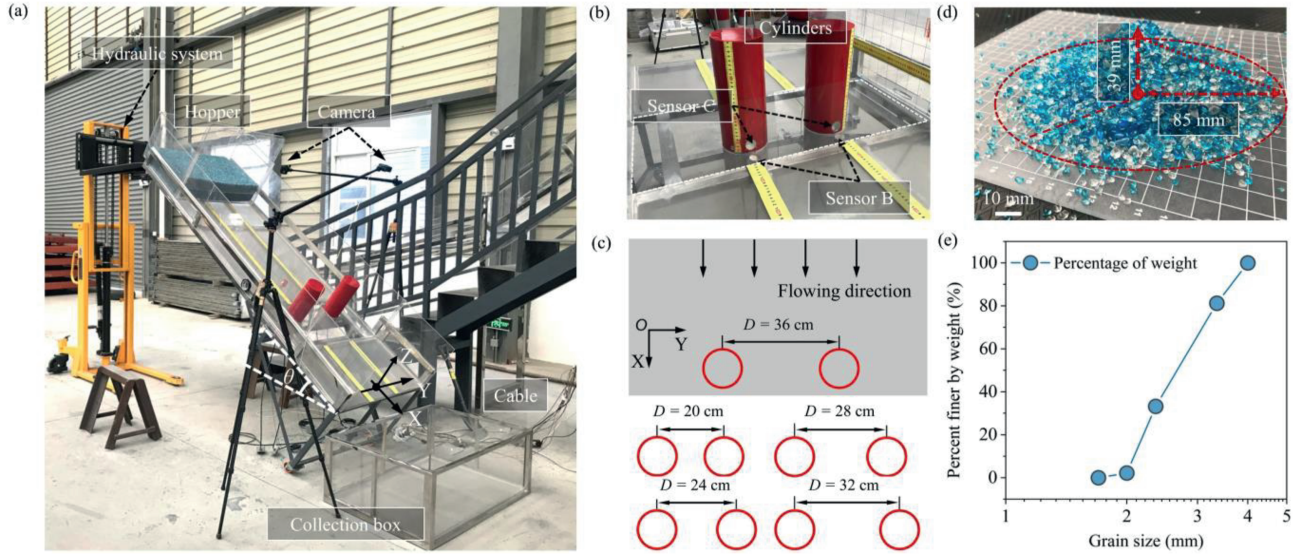 (a)
Hydraulic system
Hopper
Camera
θ
Z
Y
X
Cable
Collection box
(b)
Cylinders
Sensor C
Sensor B
(c)
Flowing direction
O
Y
X
D = 36 cm
D = 20 cm
D = 28 cm
D = 24 cm
D = 32 cm
(d)
39 mm
85 mm
10 mm
(e)
Percentage of weight
Percent finer by weight (%)
100
80
60
40
20
0
1
2
3
4
5
Grain size (mm)